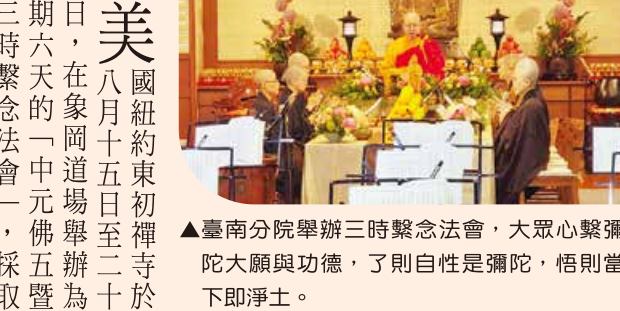 美國紐約東初禪寺於
八月十五日至二十
日，在象岡道場舉辦為
期六天的「中元佛五暨
三時繫念法會」，採取
▲臺南分院舉辦三時繫念法會，大眾心繫彌
陀大願與功德，了則自性是彌陀，悟則當
下即淨土。